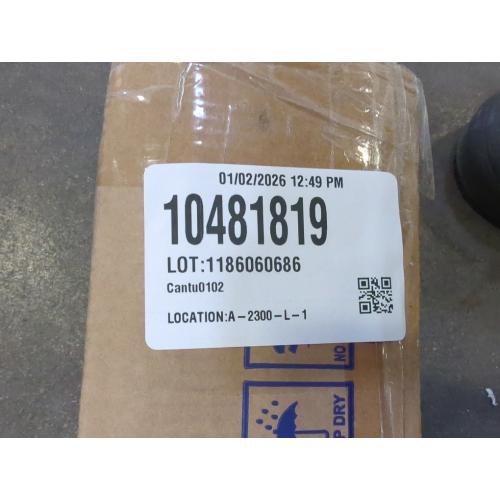 01/02/2026 12:49 PM
10481819
LOT:1186060686
Cantu0102
LOCATION:A-2300-L-1
NO
P DRY